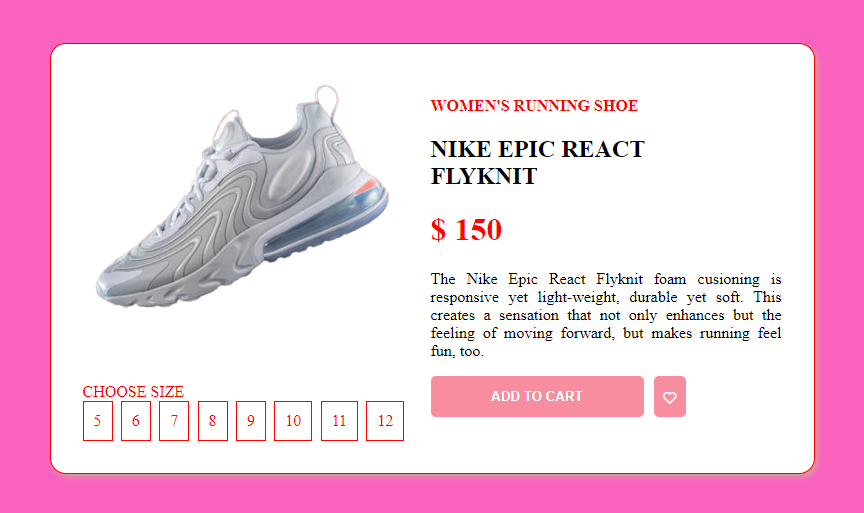 WOMEN'S RUNNING SHOE
NIKE EPIC REACT
FLYKNIT
$ 150
The Nike Epic React Flyknit foam cusioning is
responsive yet light-weight, durable yet soft. This
creates a sensation that not only enhances but the
feeling of moving forward, but makes running feel
fun, too.
ADD TO CART
CHOOSE SIZE
5 6 7 8 9 10 11 12